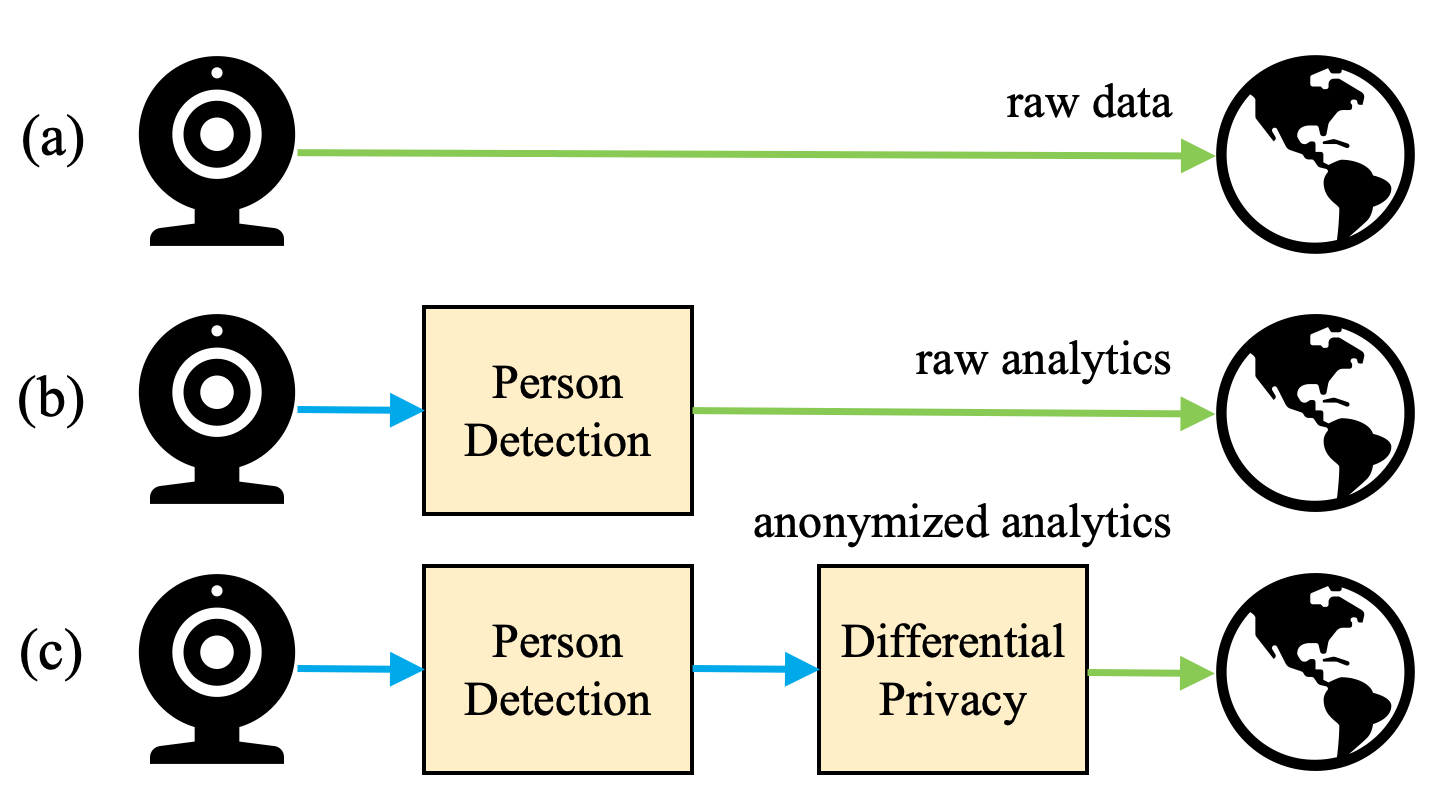 (a)
raw data
(b)
Person
Detection
raw analytics
anonymized analytics
(c)
Person
Detection
Differential
Privacy